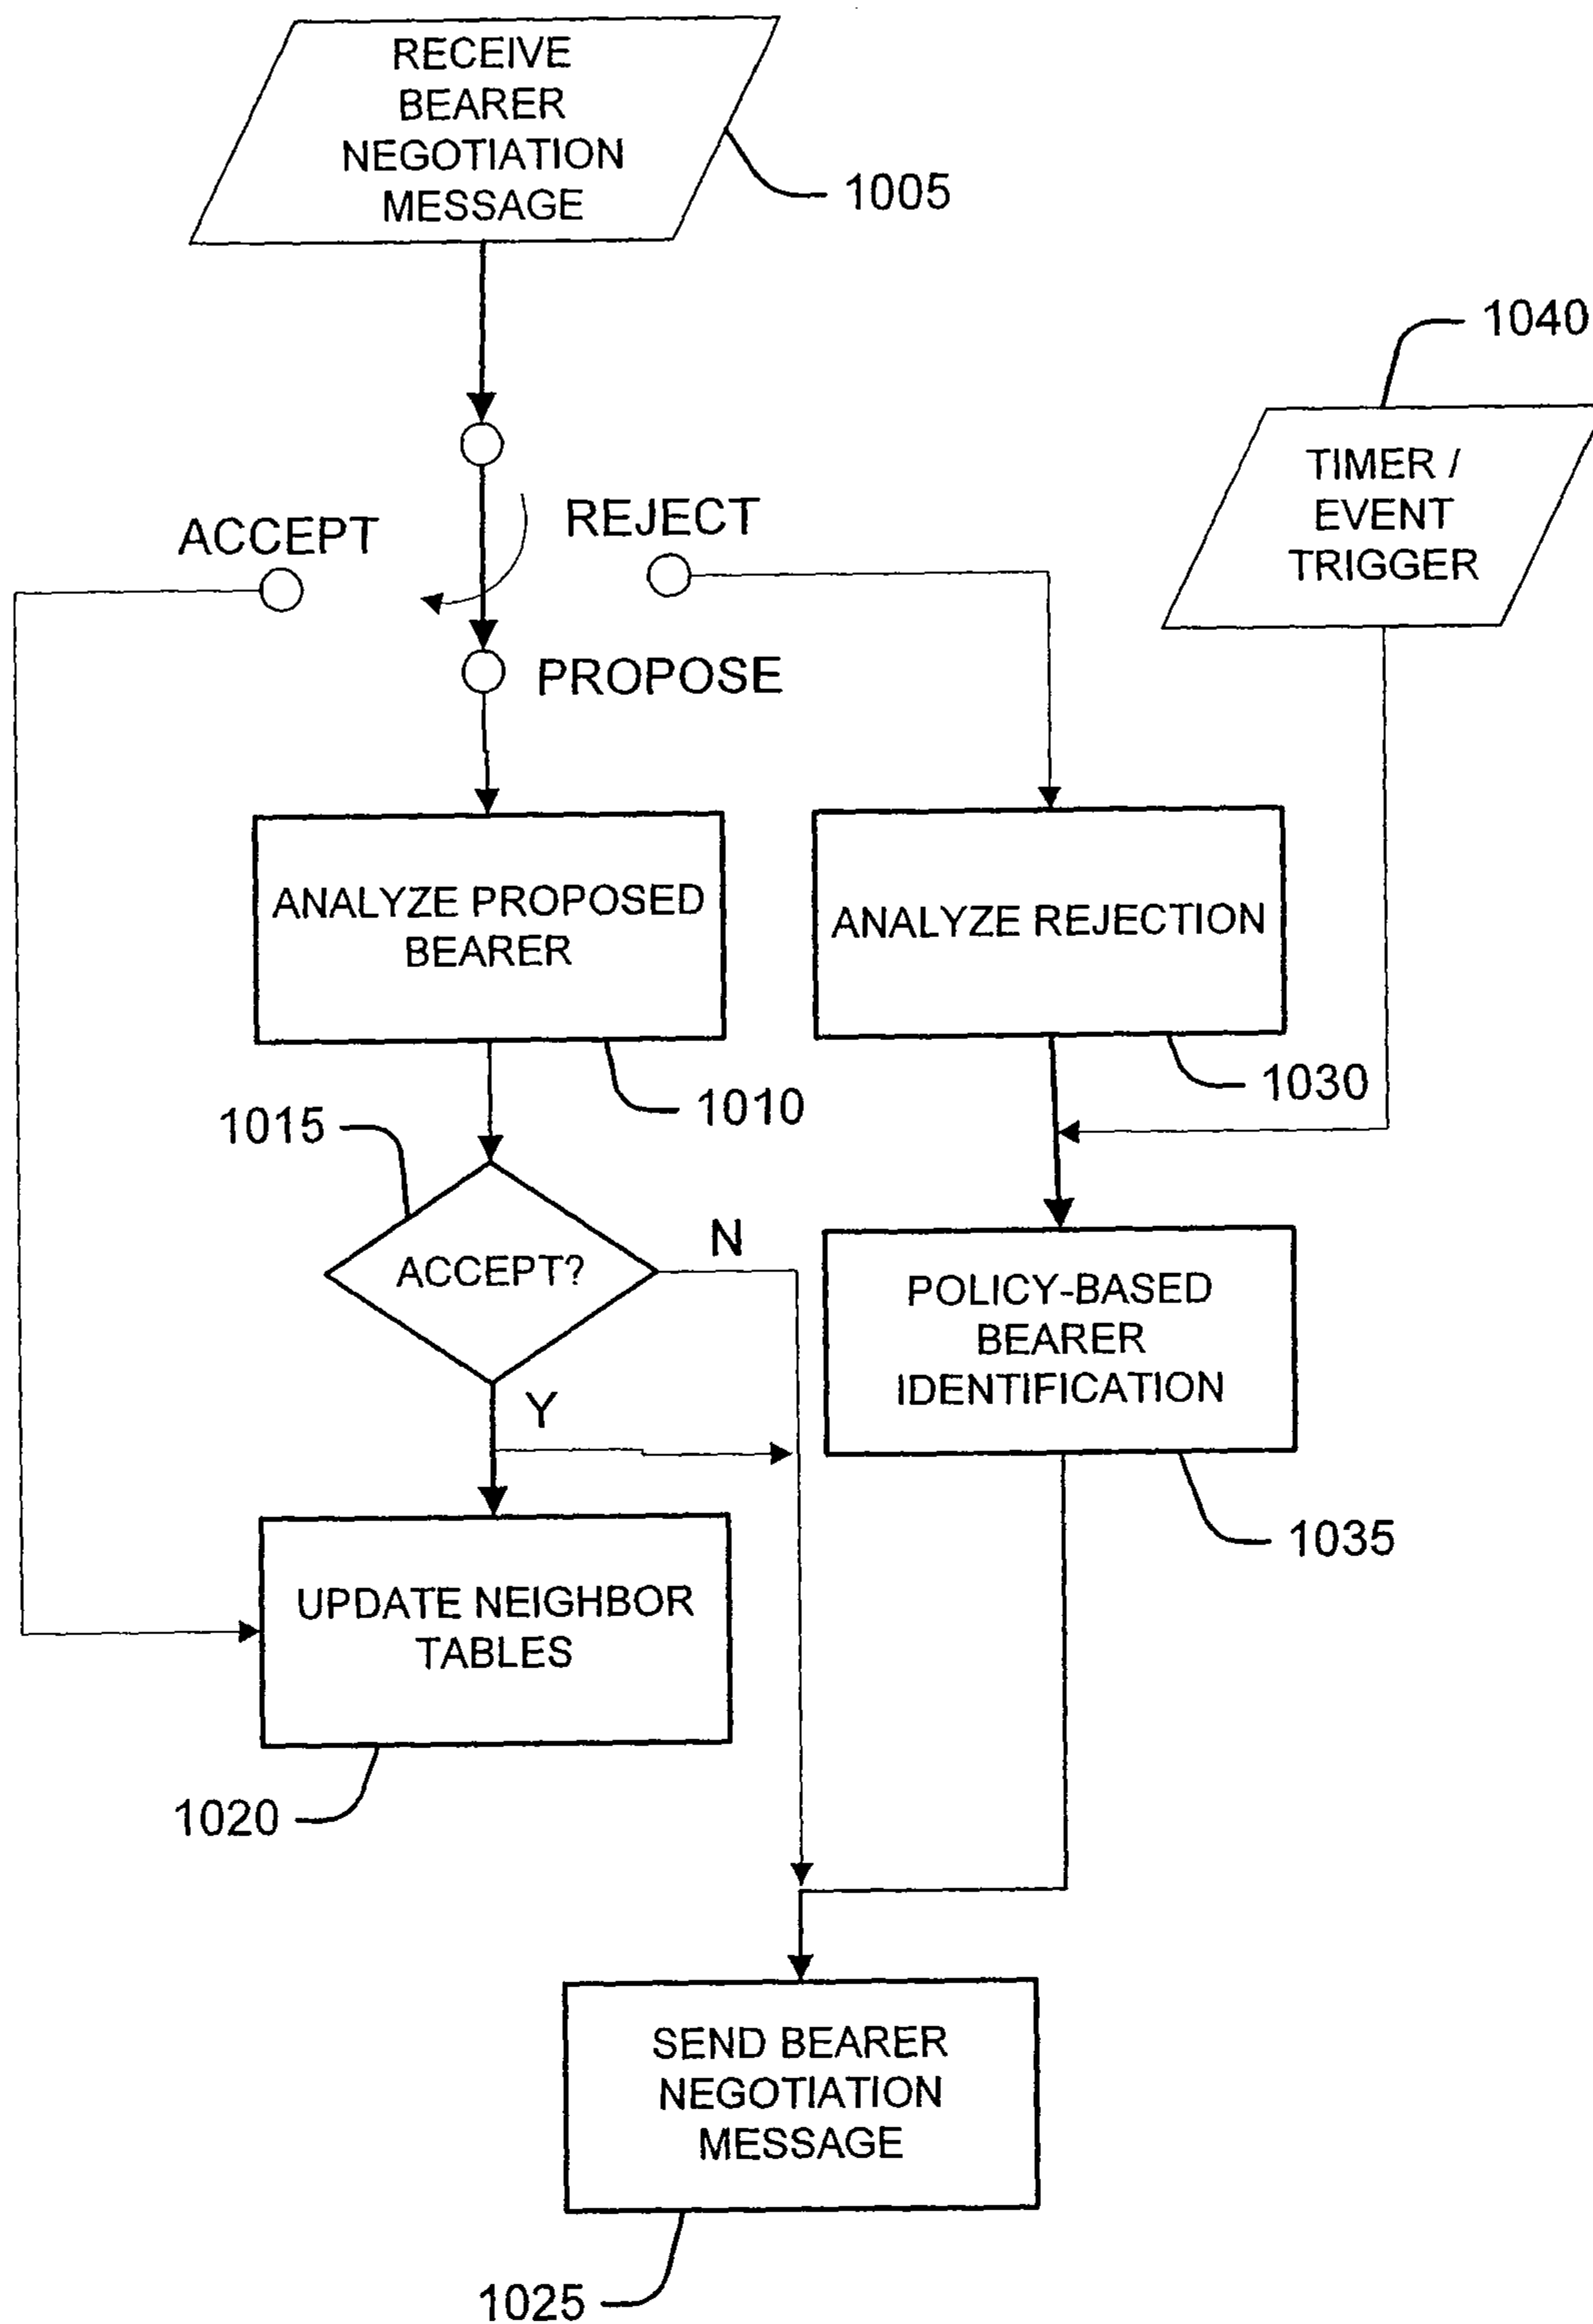 RECEIVE
BEARER
NEGOTIATION
MESSAGE
1005
1040
TIMER /
EVENT
TRIGGER
ACCEPT
REJECT
PROPOSE
ANALYZE PROPOSED
BEARER
ANALYZE REJECTION
1010
1030
1015
ACCEPT?
N
Y
POLICY-BASED
BEARER
IDENTIFICATION
1035
UPDATE NEIGHBOR
TABLES
1020
SEND BEARER
NEGOTIATION
MESSAGE
1025